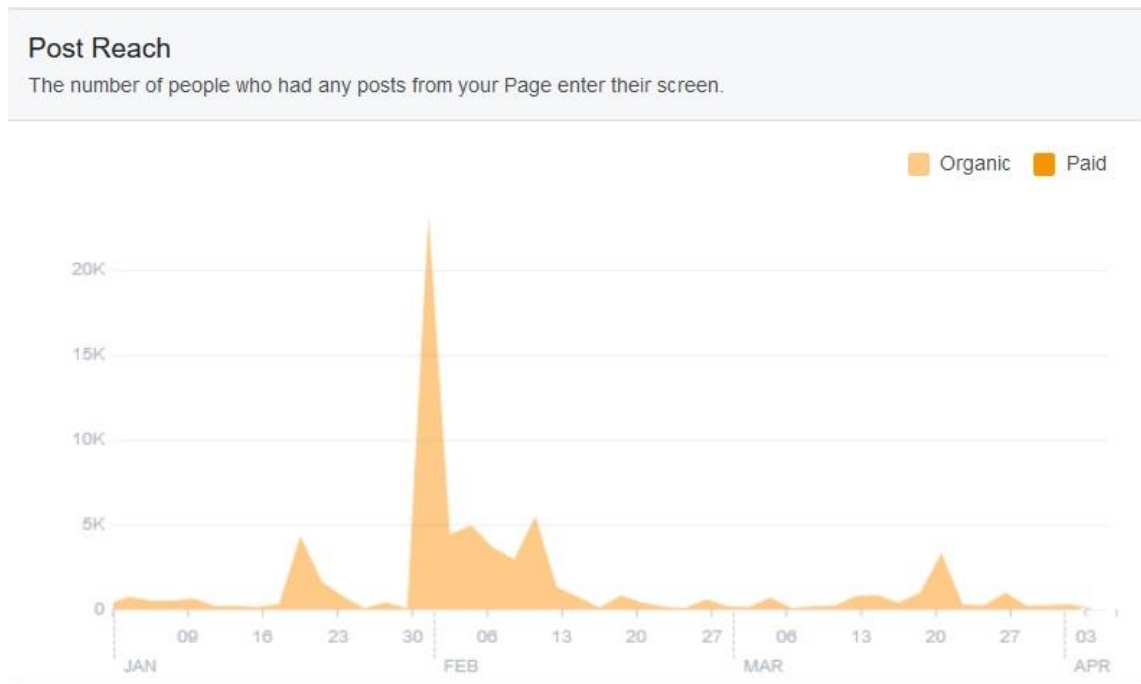 Post Reach
The number of people who had any posts from your Page enter their screen.
Organic Paid
20K
15K
10K
5K
0
09 16 23 30 06 13 20 27 06 13 20 27 03
JAN FEB MAR APR